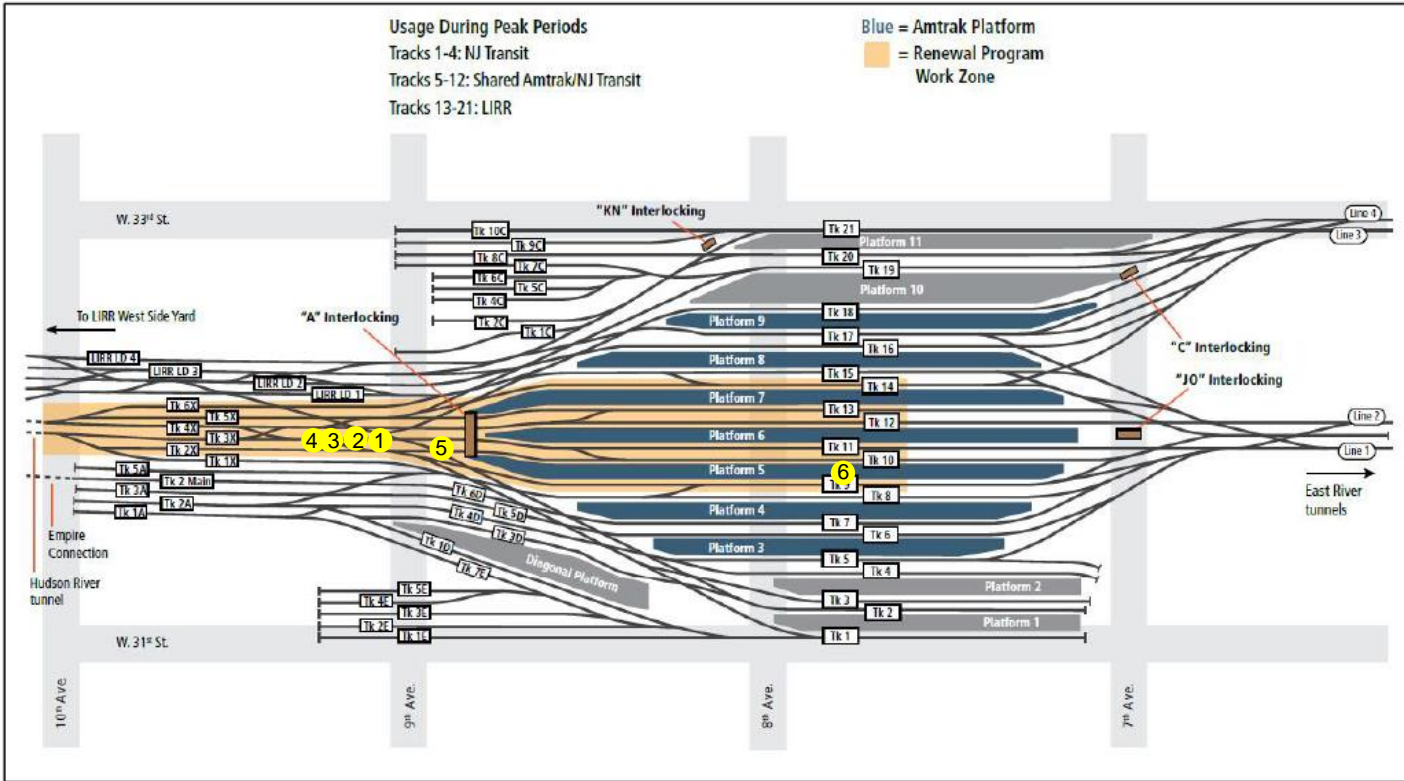 Usage During Peak Periods
Tracks 1-4: NJ Transit
Tracks 5-12: Shared Amtrak/NJ Transit
Tracks 13-21: LIRR
Blue = Amtrak Platform
= Renewal Program
Work Zone
W. 33rd St.
"KN" Interlocking
Tk 10C
Tk 9C
Tk 8C
Tk 7C
Tk 6C
Tk 5C
Tk 4C
Tk 2C
Tk 1C
Tk 21
Platform 11
Tk 20
Tk 19
Platform 10
Line 4
Line 3
To LIRR West Side Yard
"A" Interlocking
Platform 9
Tk 18
Tk 17
Tk 16
"C" Interlocking
LIRR LD 4
LIRR LD 3
LIRR LD 2
LIRR LD 1
Platform 8
Tk 15
Tk 14
"JO" Interlocking
Tk 6X
Tk 5X
Tk 4X
Tk 3X
Tk 2X
Tk 1X
4
3
2
1
5
Platform 7
Tk 13
Tk 12
Platform 6
Tk 11
Tk 10
Platform 5
6
Line 2
Line 1
East River
tunnels
Tk 5A
Tk 2 Main
Tk 3A
Tk 2A
Tk 1A
Tk 6D
Tk 5D
Tk 4D
Tk 3D
Tk 1D
Tk 7E
Tk 8
Platform 4
Tk 7
Tk 6
Platform 3
Tk 5
Tk 4
Empire
Connection
Hudson River
tunnel
Diagonal Platform
Platform 2
Tk 3
Tk 2
Platform 1
Tk 1
Tk 5E
Tk 4E
Tk 3E
Tk 2E
Tk 1E
W. 31st St.
10th Ave
9th Ave.
8th Ave.
7th Ave.